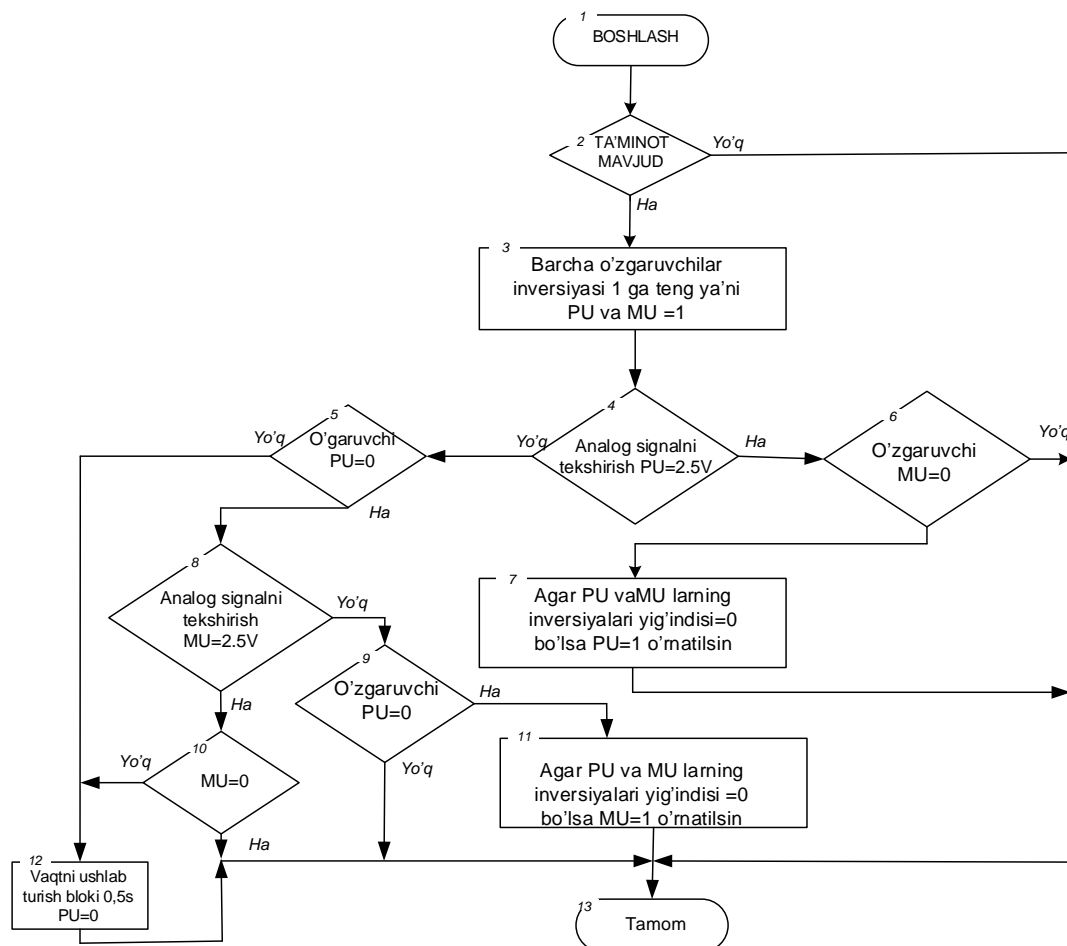 1
BOSHLASH
2
TA'MINOT
MAVJUD
Yo'q
Ha
3
Barcha o'zgaruvchilar
inversiyasi 1 ga teng ya'ni
PU va MU =1
4
Analog signalni
tekshirish PU=2.5V
Yo'q
Ha
5
O'garuvchi
PU=0
Yo'q
Ha
6
O'zgaruvchi
MU=0
Yo'q
7
Agar PU vaMU larning
inversiyalari yig'indisi=0
bo'lsa PU=1 o'rnatilsin
8
Analog signalni
tekshirish
MU=2.5V
Yo'q
Ha
9
O'zgaruvchi
PU=0
Ha
Yo'q
10
MU=0
Yo'q
Ha
11
Agar PU va MU larning
inversiyalari yig'indisi =0
bo'lsa MU=1 o'rnatilsin
12
Vaqtni ushlab
turish bloki 0,5s
PU=0
13
Tamom